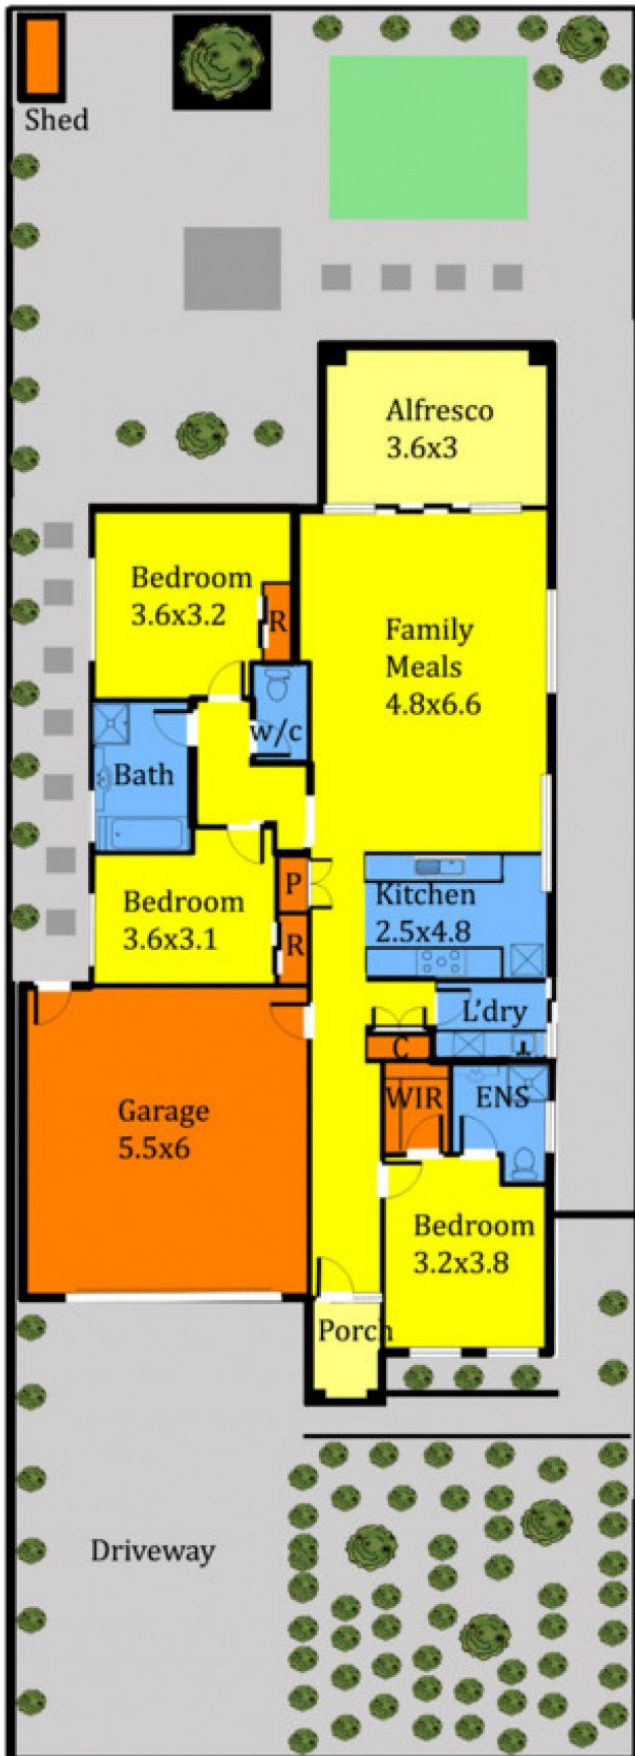 Shed
Alfresco
3.6x3
Bedroom
3.6x3.2
R
Family
Meals
4.8x6.6
w/c
Bath
P
Kitchen
2.5x4.8
Bedroom
3.6x3.1
R
L'dry
C
WIR
ENS
Garage
5.5x6
Bedroom
3.2x3.8
Porch
Driveway